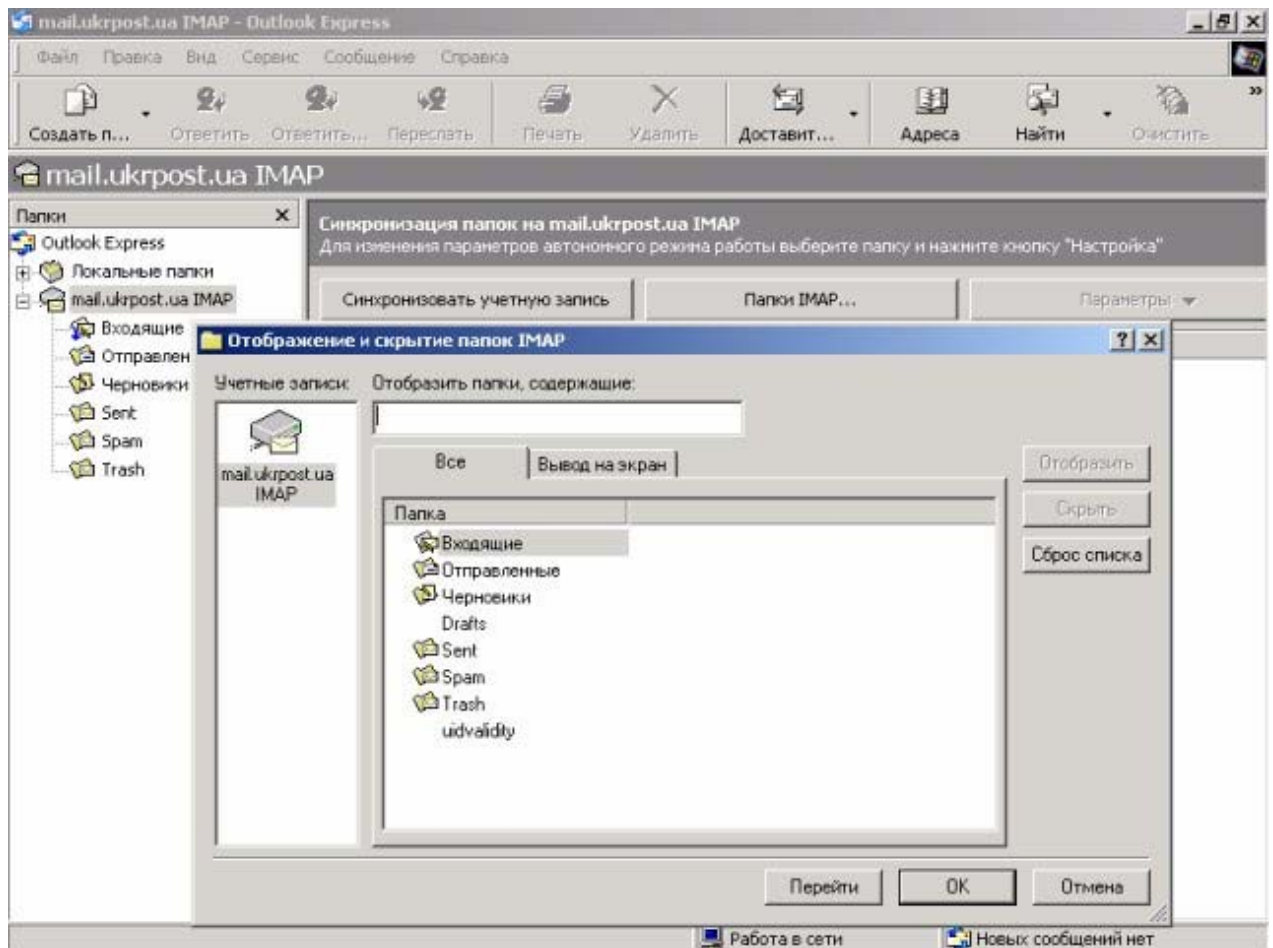 mail.ukrpost.ua IMAP - Outlook Express
Файл Правка Вид Сервис Сообщение Справка
Создать п... Ответить Ответить... Переслать Печать Удалить Доставит... Адреса Найти Очистить
mail.ukrpost.ua IMAP
Папки
Outlook Express
Локальные папки
mail.ukrpost.ua IMAP
Входящие
Отправлен
Черновики
Sent
Spam
Trash
Синхронизация папок на mail.ukrpost.ua IMAP
Для изменения параметров автономного режима работы выберите папку и нажмите кнопку "Настройка"
Синхронизовать учетную запись Папки IMAP... Параметры
Отображение и скрытие папок IMAP
Учетные записи:
mail.ukrpost.ua
IMAP
Отобразить папки, содержащие:
Все Вывод на экран
Папка
Входящие
Отправленные
Черновики
Drafts
Sent
Spam
Trash
uidvalidity
Отобразить
Скрыть
Сброс списка
Перейти OK Отмена
Работа в сети Новых сообщений нет